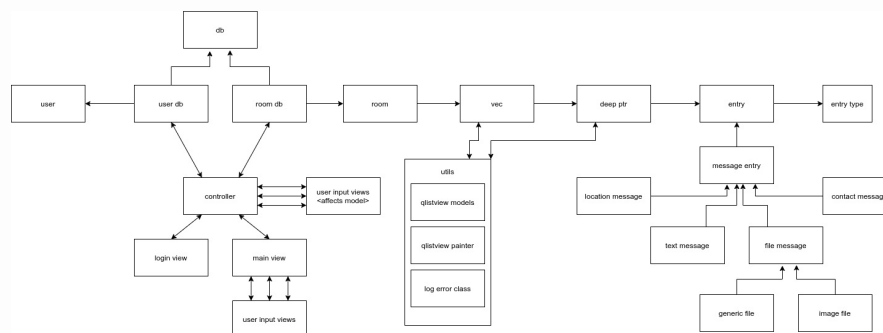 db
user
user db
room db
room
vec
deep ptr
entry
entry type
message entry
utils
controller
user input views
<affects model>
qlistview models
location message
contact message
login view
main view
qlistview painter
text message
file message
log error class
user input views
generic file
image file